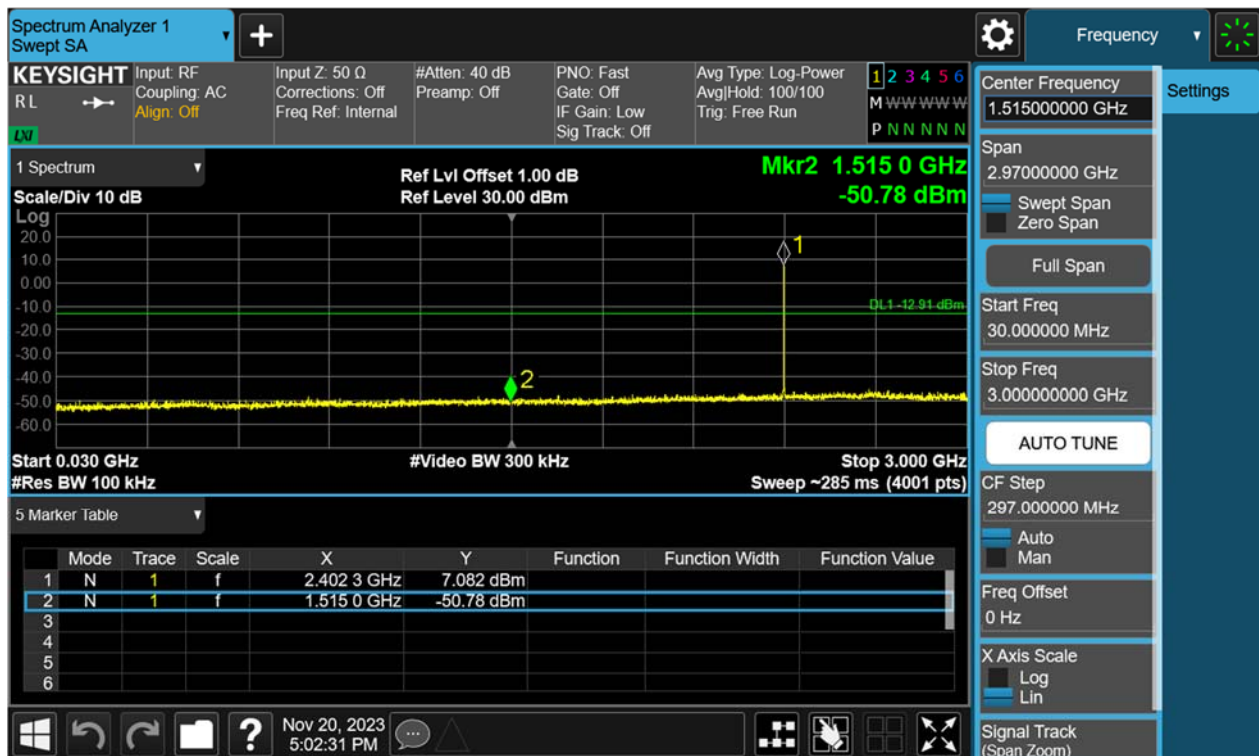 Spectrum Analyzer 1
Swept SA
+
Frequency
KEYSIGHT
RL
LXI
Input: RF
Coupling: AC
Align: Off
Input Z: 50 Ω
Corrections: Off
Freq Ref: Internal
#Atten: 40 dB
Preamp: Off
PNO: Fast
Gate: Off
IF Gain: Low
Sig Track: Off
Avg Type: Log-Power
Avg|Hold: 100/100
Trig: Free Run
1 2 3 4 5 6
M W W W W W W
P N N N N N
1 Spectrum
Scale/Div 10 dB
Ref Lvl Offset 1.00 dB
Ref Level 30.00 dBm
Mkr2 1.515 0 GHz
-50.78 dBm
Log
20.0
10.0
0.00
-10.0
-20.0
-30.0
-40.0
-50.0
-60.0
1
DL1 -12.91 dBm
2
Start 0.030 GHz
#Video BW 300 kHz
Stop 3.000 GHz
#Res BW 100 kHz
Sweep ~285 ms (4001 pts)
5 Marker Table
Mode Trace Scale X Y Function Function Width Function Value
1 N 1 f 2.402 3 GHz 7.082 dBm
2 N 1 f 1.515 0 GHz -50.78 dBm
3
4
5
6
?
Nov 20, 2023
5:02:31 PM
Center Frequency
1.515000000 GHz
Settings
Span
2.97000000 GHz
Swept Span
Zero Span
Full Span
Start Freq
30.000000 MHz
Stop Freq
3.000000000 GHz
AUTO TUNE
CF Step
297.000000 MHz
Auto
Man
Freq Offset
0 Hz
X Axis Scale
Log
Lin
Signal Track
(Span Zoom)